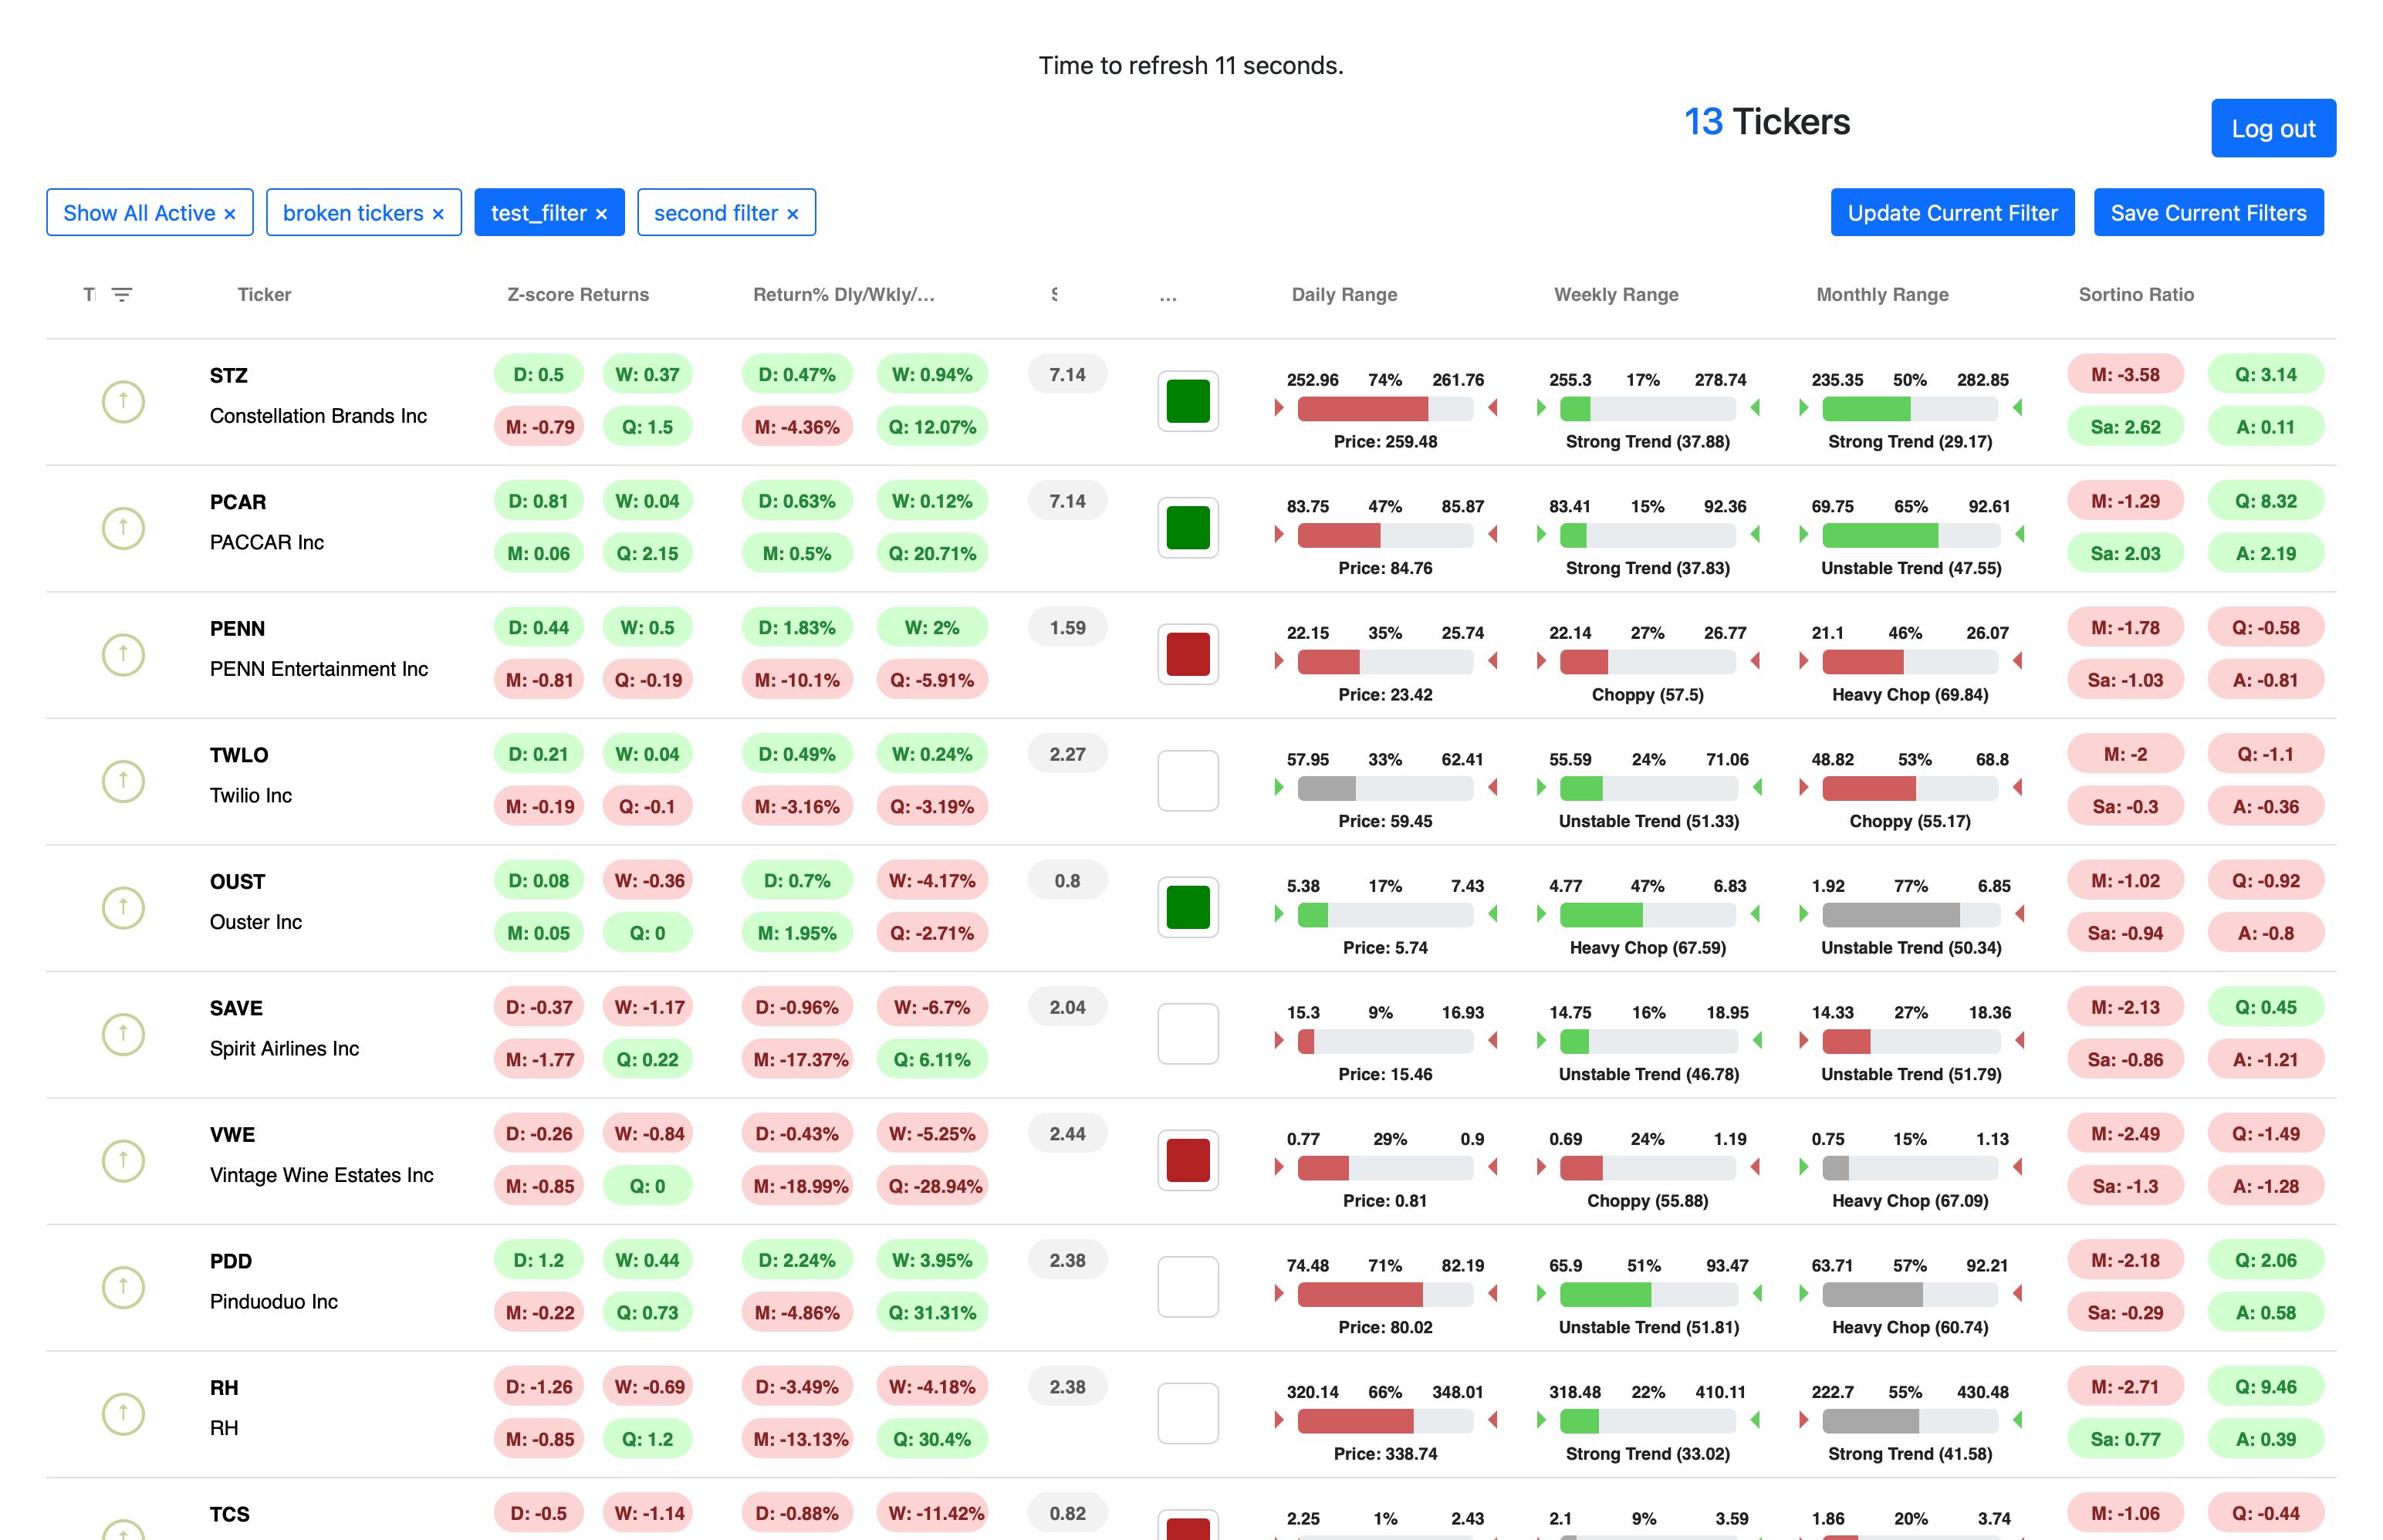 Time to refresh 11 seconds.
13 Tickers
Log out
Show All Active × broken tickers × test_filter × second filter × Update Current Filter Save Current Filters
Ticker Z-score Returns Return% Dly/Wkly/... ... Daily Range Weekly Range Monthly Range Sortino Ratio
STZ D: 0.5 W: 0.37 D: 0.47% W: 0.94% 7.14 252.96 74% 261.76 255.3 17% 278.74 235.35 50% 282.85 M: -3.58 Q: 3.14
Constellation Brands Inc M: -0.79 Q: 1.5 M: -4.36% Q: 12.07% Price: 259.48 Strong Trend (37.88) Strong Trend (29.17) Sa: 2.62 A: 0.11
PCAR D: 0.81 W: 0.04 D: 0.63% W: 0.12% 7.14 83.75 47% 85.87 83.41 15% 92.36 69.75 65% 92.61 M: -1.29 Q: 8.32
PACCAR Inc M: 0.06 Q: 2.15 M: 0.5% Q: 20.71% Price: 84.76 Strong Trend (37.83) Unstable Trend (47.55) Sa: 2.03 A: 2.19
PENN D: 0.44 W: 0.5 D: 1.83% W: 2% 1.59 22.15 35% 25.74 22.14 27% 26.77 21.1 46% 26.07 M: -1.78 Q: -0.58
PENN Entertainment Inc M: -0.81 Q: -0.19 M: -10.1% Q: -5.91% Price: 23.42 Choppy (57.5) Heavy Chop (69.84) Sa: -1.03 A: -0.81
TWLO D: 0.21 W: 0.04 D: 0.49% W: 0.24% 2.27 57.95 33% 62.41 55.59 24% 71.06 48.82 53% 68.8 M: -2 Q: -1.1
Twilio Inc M: -0.19 Q: -0.1 M: -3.16% Q: -3.19% Price: 59.45 Unstable Trend (51.33) Choppy (55.17) Sa: -0.3 A: -0.36
OUST D: 0.08 W: -0.36 D: 0.7% W: -4.17% 0.8 5.38 17% 7.43 4.77 47% 6.83 1.92 77% 6.85 M: -1.02 Q: -0.92
Ouster Inc M: 0.05 Q: 0 M: 1.95% Q: -2.71% Price: 5.74 Heavy Chop (67.59) Unstable Trend (50.34) Sa: -0.94 A: -0.8
SAVE D: -0.37 W: -1.17 D: -0.96% W: -6.7% 2.04 15.3 9% 16.93 14.75 16% 18.95 14.33 27% 18.36 M: -2.13 Q: 0.45
Spirit Airlines Inc M: -1.77 Q: 0.22 M: -17.37% Q: 6.11% Price: 15.46 Unstable Trend (46.78) Unstable Trend (51.79) Sa: -0.86 A: -1.21
VWE D: -0.26 W: -0.84 D: -0.43% W: -5.25% 2.44 0.77 29% 0.9 0.69 24% 1.19 0.75 15% 1.13 M: -2.49 Q: -1.49
Vintage Wine Estates Inc M: -0.85 Q: 0 M: -18.99% Q: -28.94% Price: 0.81 Choppy (55.88) Heavy Chop (67.09) Sa: -1.3 A: -1.28
PDD D: 1.2 W: 0.44 D: 2.24% W: 3.95% 2.38 74.48 71% 82.19 65.9 51% 93.47 63.71 57% 92.21 M: -2.18 Q: 2.06
Pinduoduo Inc M: -0.22 Q: 0.73 M: -4.86% Q: 31.31% Price: 80.02 Unstable Trend (51.81) Heavy Chop (60.74) Sa: -0.29 A: 0.58
RH D: -1.26 W: -0.69 D: -3.49% W: -4.18% 2.38 320.14 66% 348.01 318.48 22% 410.11 222.7 55% 430.48 M: -2.71 Q: 9.46
RH M: -0.85 Q: 1.2 M: -13.13% Q: 30.4% Price: 338.74 Strong Trend (33.02) Strong Trend (41.58) Sa: 0.77 A: 0.39
TCS D: -0.5 W: -1.14 D: -0.88% W: -11.42% 0.82 2.25 1% 2.43 2.1 9% 3.59 1.86 20% 3.74 M: -1.06 Q: -0.44